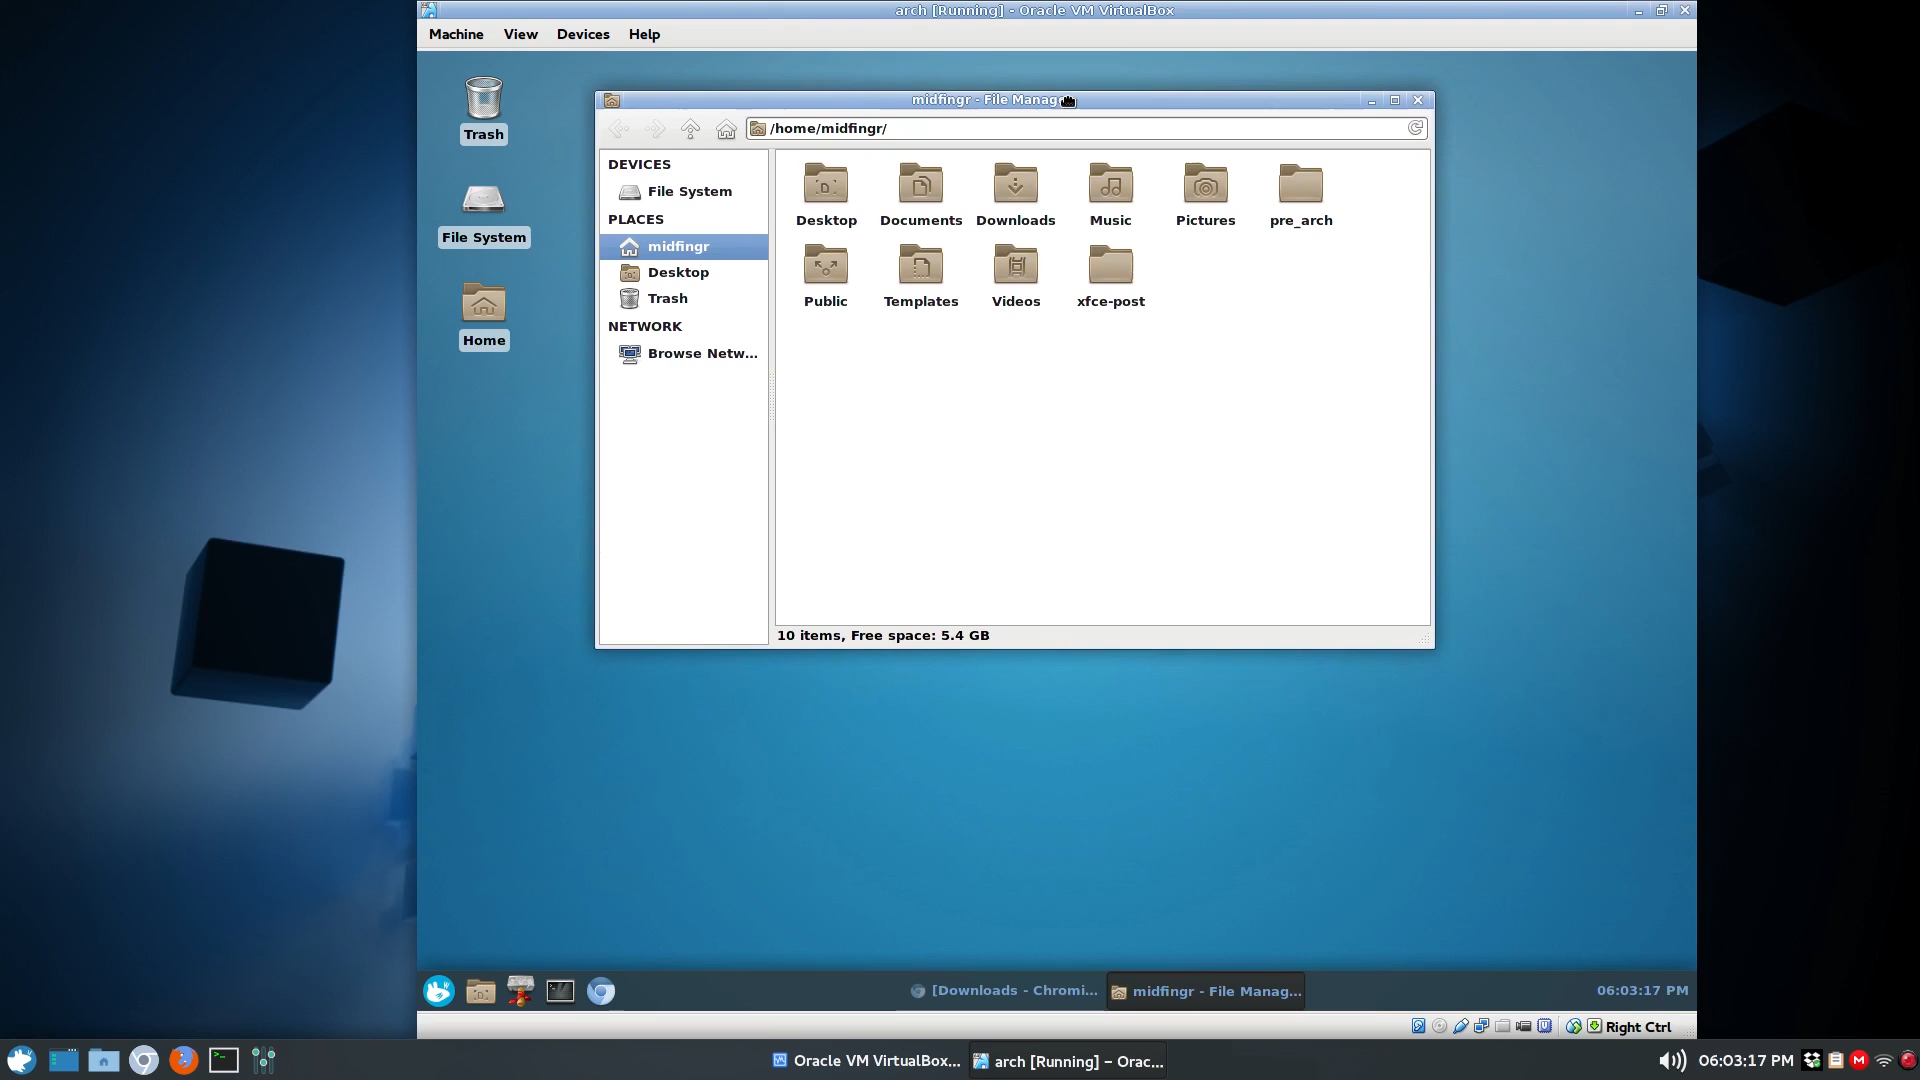 arch [Running] - Oracle VM VirtualBox
Machine View Devices Help
Trash
File System
Home
midfingr - File Manag
/home/midfingr/
DEVICES
File System
PLACES
midfingr
Desktop
Trash
NETWORK
Browse Netw...
Desktop Documents Downloads Music Pictures pre_arch
Public Templates Videos xfce-post
10 items, Free space: 5.4 GB
[Downloads - Chromi... midfingr - File Manag... 06:03:17 PM
Right Ctrl
Oracle VM VirtualBox... arch [Running] – Orac... 06:03:17 PM